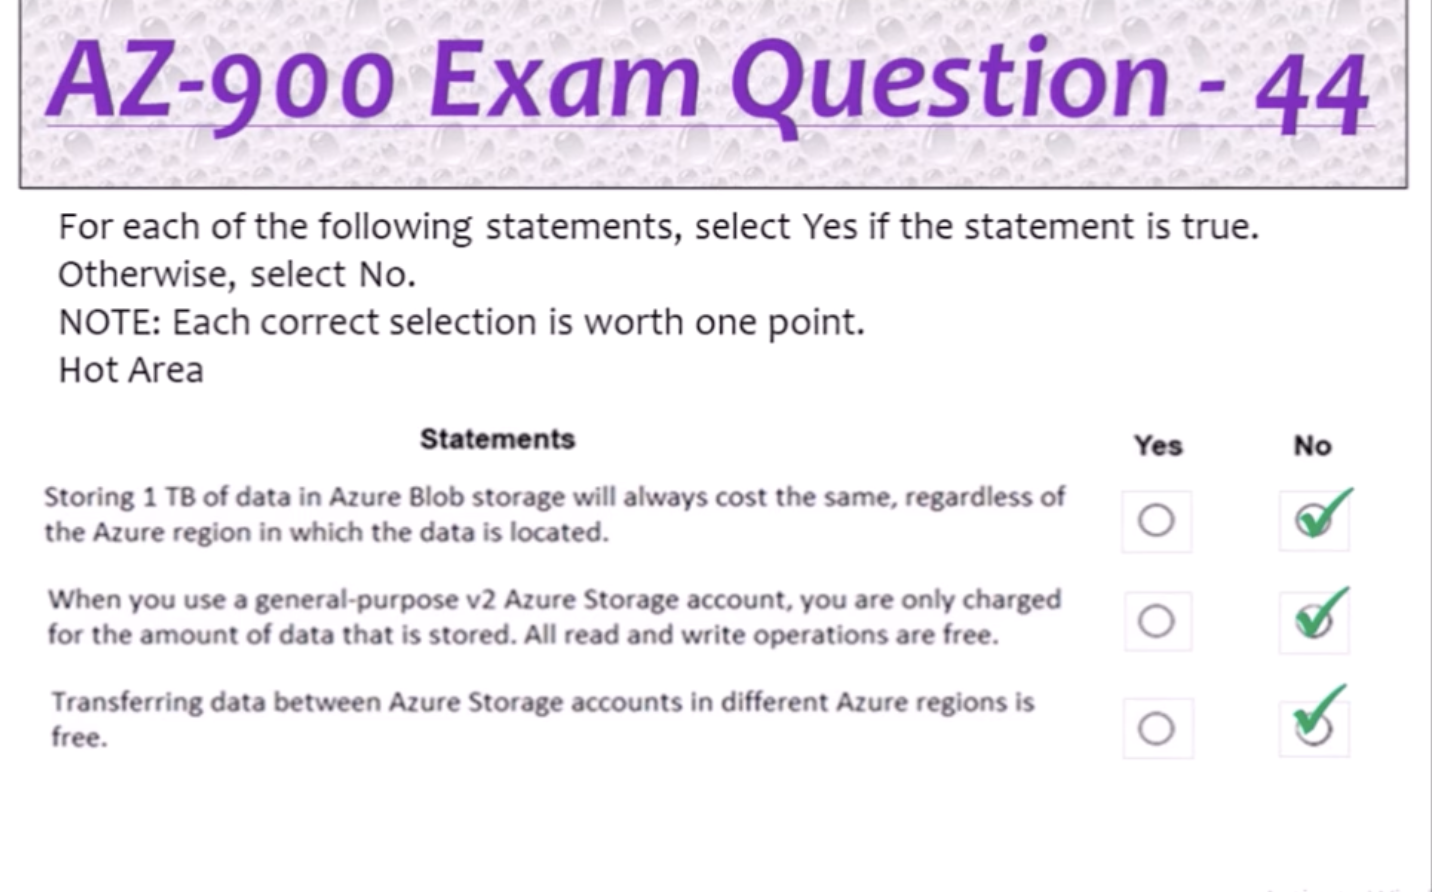 AZ-900 Exam Question - 44
For each of the following statements, select Yes if the statement is true.
Otherwise, select No.
NOTE: Each correct selection is worth one point.
Hot Area
Statements Yes No
Storing 1 TB of data in Azure Blob storage will always cost the same, regardless of
the Azure region in which the data is located.
When you use a general-purpose v2 Azure Storage account, you are only charged
for the amount of data that is stored. All read and write operations are free.
Transferring data between Azure Storage accounts in different Azure regions is
free.